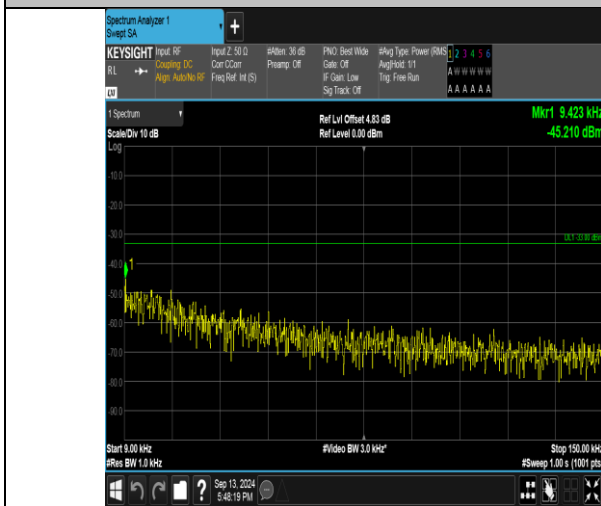 Spectrum Analyzer 1
Swept SA
+
KEYSIGHT
RL
Input: RF
Coupling: DC
Align: Auto/No RF
Input Z: 50 Ω
Corr CCorr
Freq Ref: Int (S)
#Atten: 36 dB
Preamp: Off
PNO: Best Wide
Gate: Off
IF Gain: Low
Sig Track: Off
#Avg Type: Power (RMS
Avg|Hold: 1/1
Trig: Free Run
1 2 3 4 5 6
A W W W W W
A A A A A A
1 Spectrum
Scale/Div 10 dB
Ref Lvl Offset 4.83 dB
Ref Level 0.00 dBm
Mkr1 9.423 kHz
-45.210 dBm
Log
-10.0
-20.0
-30.0
DL1 -33.00 dBm
-40.0
1
-50.0
-60.0
-70.0
-80.0
-90.0
Start 9.00 kHz
#Video BW 3.0 kHz*
Stop 150.00 kHz
#Res BW 1.0 kHz
#Sweep 1.00 s (1001 pts
?
Sep 13, 2024
5:48:19 PM